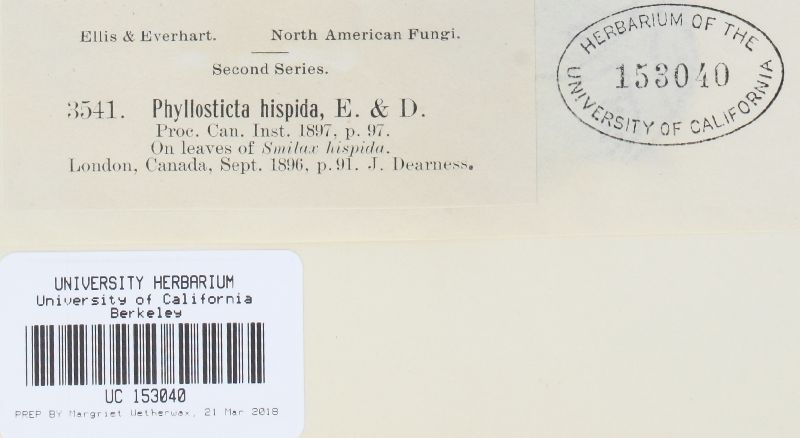 Ellis & Everhart. North American Fungi.
Second Series.
3541. Phyllosticta hispida, E. & D.
Proc. Can. Inst. 1897, p. 97.
On leaves of Smilax hispida.
London, Canada, Sept. 1896, p. 91. J. Dearness.
HERBARIUM OF THE
153040
UNIVERSITY OF CALIFORNIA
UNIVERSITY HERBARIUM
University of California
Berkeley
UC 153040
PREP BY Margriet Wetherwax, 21 Mar 2018